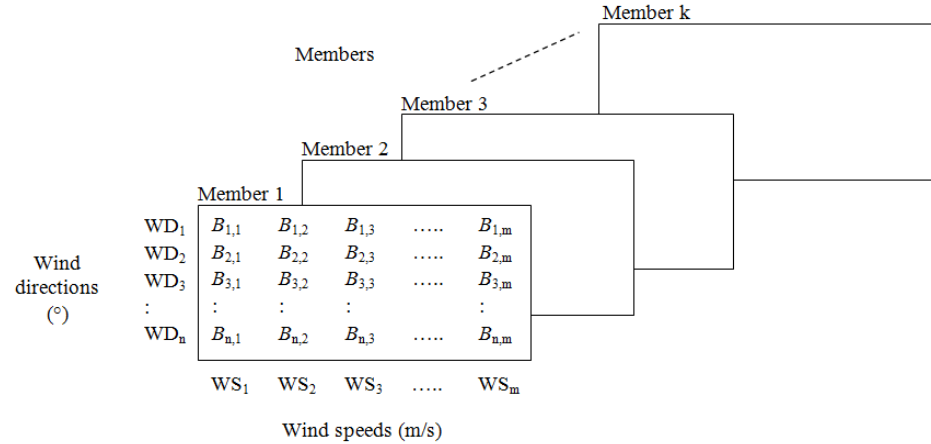 Member k
Members
Member 3
Member 2
Member 1
WD₁ B₁,₁ B₁,₂ B₁,₃ ….. B₁,ₘ
WD₂ B₂,₁ B₂,₂ B₂,₃ ….. B₂,ₘ
Wind
directions
(°)
WD₃ B₃,₁ B₃,₂ B₃,₃ ….. B₃,ₘ
: : : : :
WDₙ Bₙ,₁ Bₙ,₂ Bₙ,₃ ….. Bₙ,ₘ
WS₁ WS₂ WS₃ ….. WSₘ
Wind speeds (m/s)